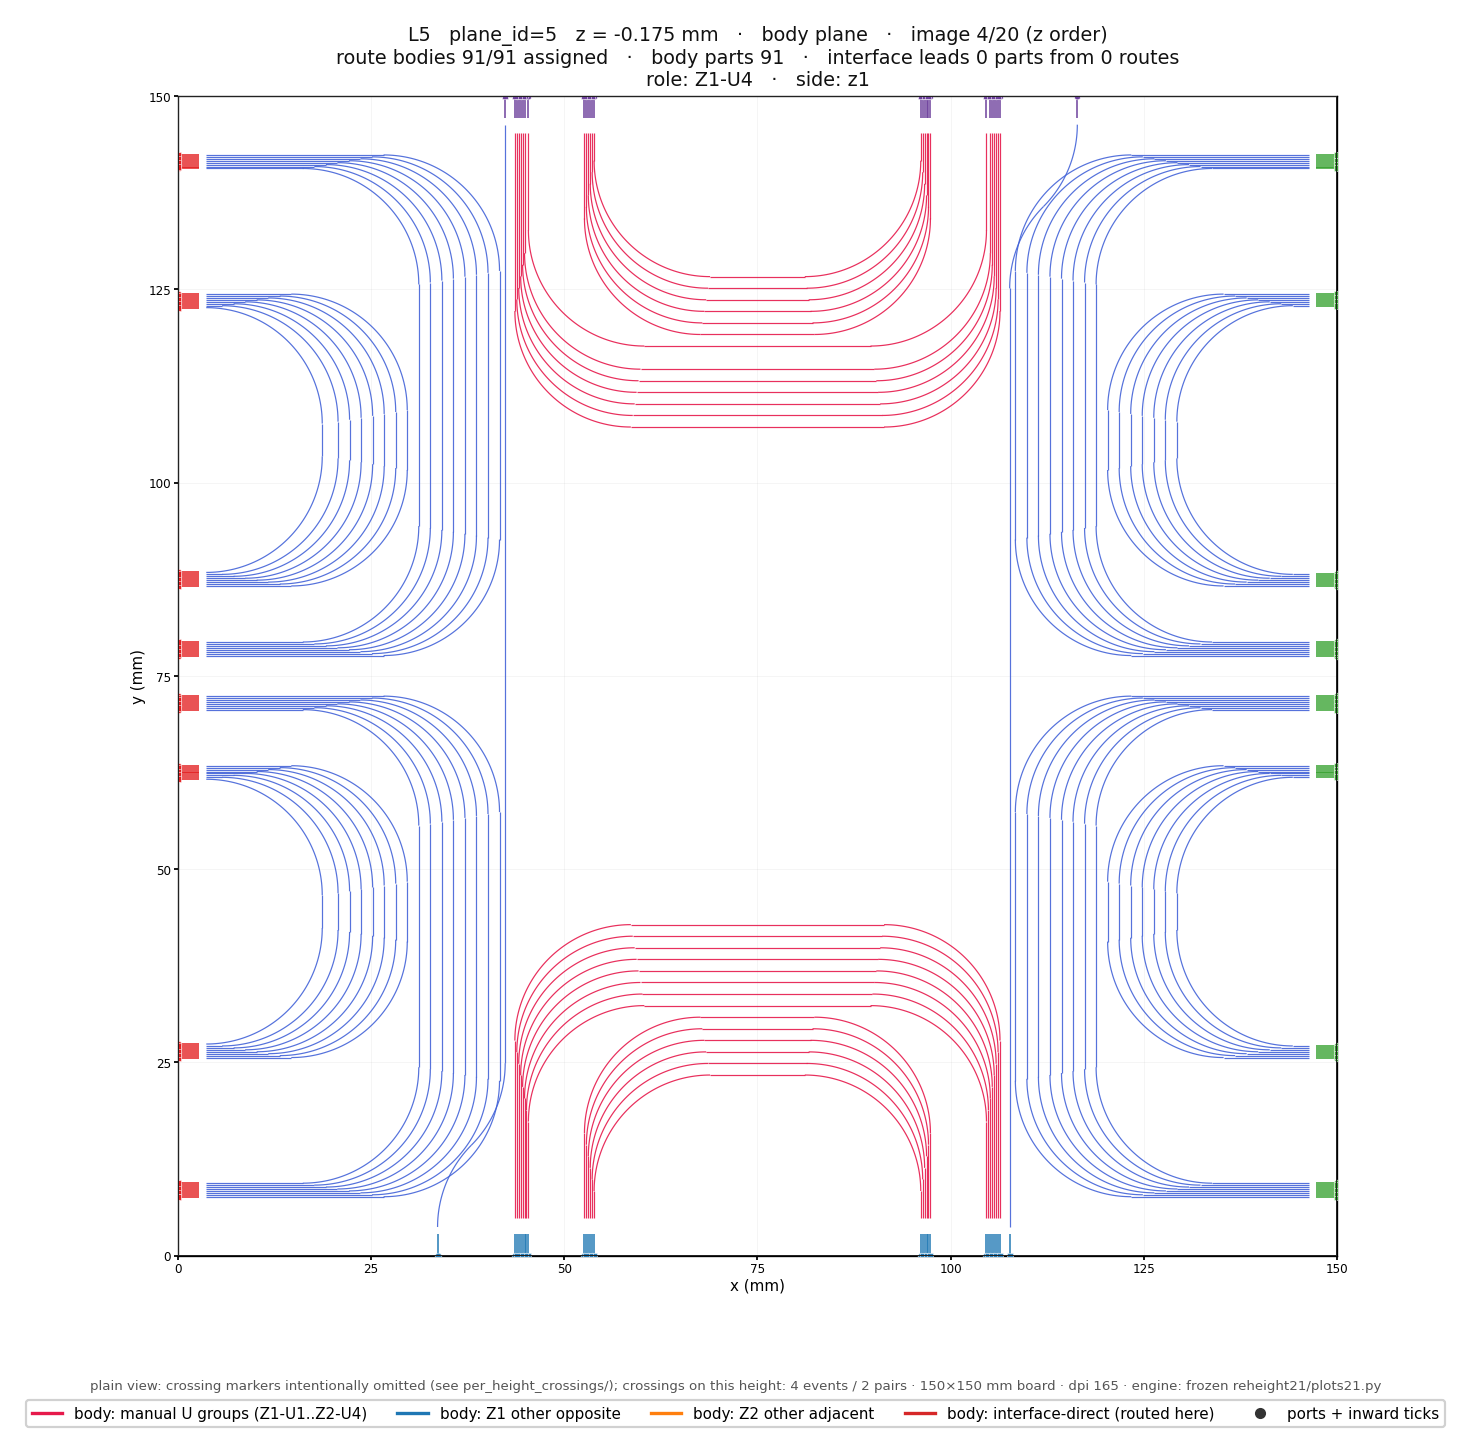 L5   plane_id=5   z = -0.175 mm   ·   body plane   ·   image 4/20 (z order)
route bodies 91/91 assigned   ·   body parts 91   ·   interface leads 0 parts from 0 routes
role: Z1-U4   ·   side: z1
150
125
100
75
50
25
0
y (mm)
0 25 50 75 100 125 150
x (mm)
plain view: crossing markers intentionally omitted (see per_height_crossings/); crossings on this height: 4 events / 2 pairs · 150×150 mm board · dpi 165 · engine: frozen reheight21/plots21.py
body: manual U groups (Z1-U1..Z2-U4) body: Z1 other opposite body: Z2 other adjacent body: interface-direct (routed here) ports + inward ticks